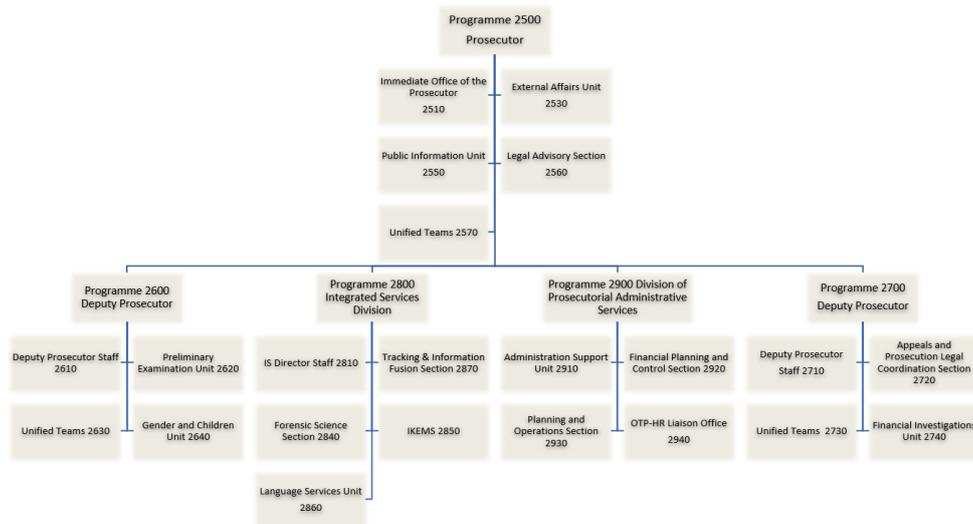 Programme 2500
Prosecutor
Immediate Office of the
Prosecutor
2510
External Affairs Unit
2530
Public Information Unit
2550
Legal Advisory Section
2560
Unified Teams 2570
Programme 2600
Deputy Prosecutor
Programme 2800
Integrated Services
Division
Programme 2900 Division of
Prosecutorial Administrative
Services
Programme 2700
Deputy Prosecutor
Deputy Prosecutor Staff
2610
Preliminary
Examination Unit 2620
Unified Teams 2630
Gender and Children
Unit 2640
IS Director Staff 2810
Tracking & Information
Fusion Section 2870
Forensic Science
Section 2840
IKEMS 2850
Language Services Unit
2860
Administration Support
Unit 2910
Financial Planning and
Control Section 2920
Planning and
Operations Section
2930
OTP-HR Liaison Office
2940
Deputy Prosecutor
Staff 2710
Appeals and
Prosecution Legal
Coordination Section
2720
Unified Teams 2730
Financial Investigations
Unit 2740